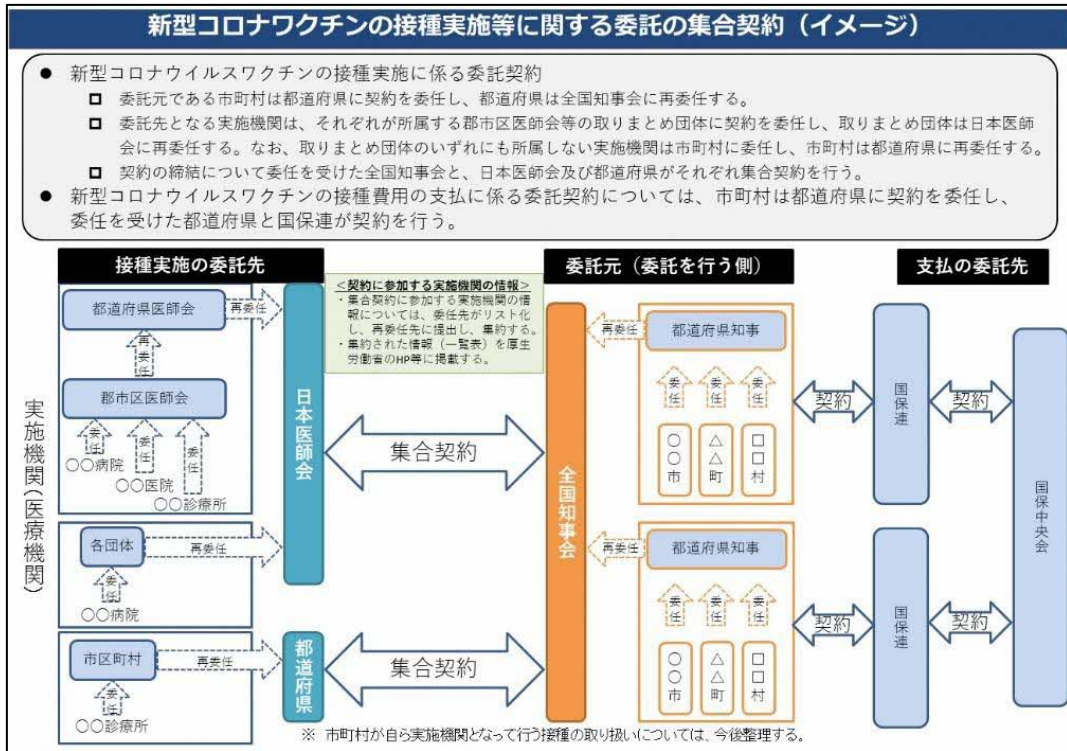 新型コロナワクチンの接種実施等に関する委託の集合契約（イメージ）
● 新型コロナウイルスワクチンの接種実施に係る委託契約
□ 委託元である市町村は都道府県に契約を委任し、都道府県は全国知事会に再委任する。
□ 委託先となる実施機関は、それぞれが所属する郡市区医師会等の取りまとめ団体に契約を委任し、取りまとめ団体は日本医師
会に再委任する。なお、取りまとめ団体のいずれにも所属しない実施機関は市町村に委任し、市町村は都道府県に再委任する。
□ 契約の締結について委任を受けた全国知事会と、日本医師会及び都道府県がそれぞれ集合契約を行う。
● 新型コロナウイルスワクチンの接種費用の支払に係る委託契約については、市町村は都道府県に契約を委任し、
委任を受けた都道府県と国保連が契約を行う。
接種実施の委託先
委託元（委託を行う側）
支払の委託先
<契約に参加する実施機関の情報>
・集合契約に参加する実施機関の情
報については、委任先がリスト化
し、再委任先に提出し、集約する。
・集約された情報（一覧表）を厚生
労働省のHP等に掲載する。
実施機関(医療機関)
都道府県医師会
再委任
再委任
郡市区医師会
委任
委任
委任
〇〇病院
〇〇医院
〇〇診療所
各団体
再委任
委任
〇〇病院
市区町村
再委任
委任
〇〇診療所
日本医師会
都道府県
集合契約
集合契約
全国知事会
再委任
都道府県知事
委任
委任
委任
〇〇市
△△町
□□村
再委任
都道府県知事
委任
委任
委任
〇〇市
△△町
□□村
契約
国保連
契約
契約
国保連
契約
国保中央会
※ 市町村が自ら実施機関となって行う接種の取り扱いについては、今後整理する。